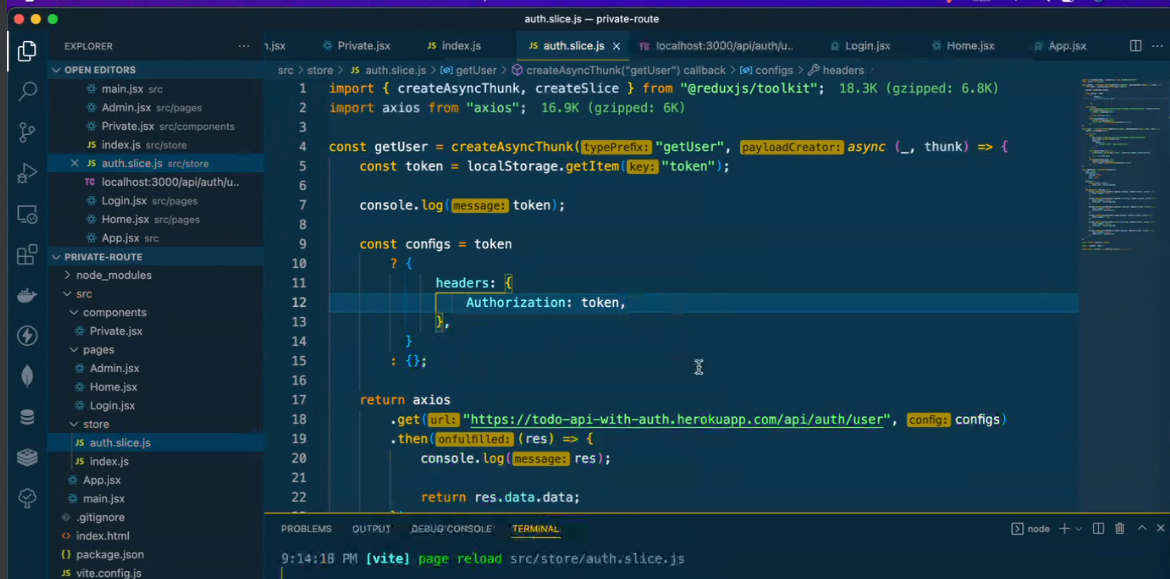 auth.slice.js — private-route
EXPLORER
OPEN EDITORS
main.jsx src
Admin.jsx src/pages
Private.jsx src/components
index.js src/store
auth.slice.js src/store
localhost:3000/api/auth/u...
Login.jsx src/pages
Home.jsx src/pages
App.jsx src
PRIVATE-ROUTE
node_modules
src
components
Private.jsx
pages
Admin.jsx
Home.jsx
Login.jsx
store
auth.slice.js
index.js
App.jsx
main.jsx
.gitignore
index.html
package.json
vite.config.js
n.jsx Private.jsx JS index.js JS auth.slice.js TC localhost:3000/api/auth/u... Login.jsx Home.jsx App.jsx
src > store > JS auth.slice.js > getUser > createAsyncThunk("getUser") callback > configs > headers
1 import { createAsyncThunk, createSlice } from "@reduxjs/toolkit"; 18.3K (gzipped: 6.8K)
2 import axios from "axios"; 16.9K (gzipped: 6K)
3
4 const getUser = createAsyncThunk(typePrefix: "getUser", payloadCreator: async (_, thunk) => {
5 const token = localStorage.getItem(key: "token");
6
7 console.log(message: token);
8
9 const configs = token
10 ? {
11 headers: {
12 Authorization: token,
13 },
14 }
15 : {};
16
17 return axios
18 .get(url: "https://todo-api-with-auth.herokuapp.com/api/auth/user", config: configs)
19 .then(onfulfilled: (res) => {
20 console.log(message: res);
21
22 return res.data.data;
PROBLEMS OUTPUT DEBUG CONSOLE TERMINAL node
9:14:18 PM [vite] page reload src/store/auth.slice.js